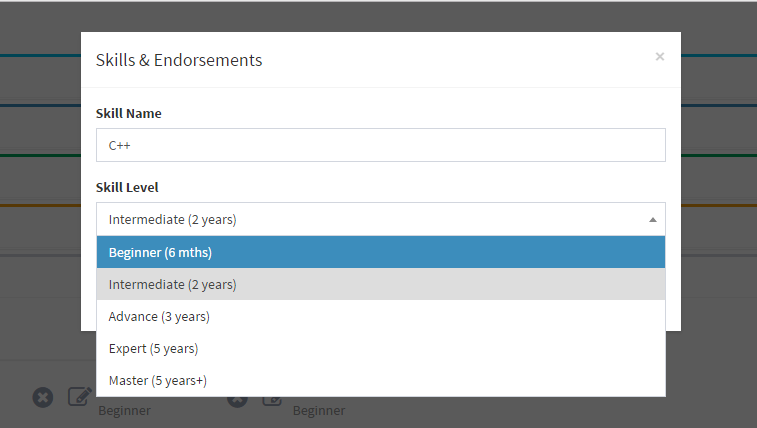 Skills & Endorsements
×
Skill Name
C++
Skill Level
Intermediate (2 years)
Beginner (6 mths)
Intermediate (2 years)
Advance (3 years)
Expert (5 years)
Master (5 years+)
Beginner
Beginner